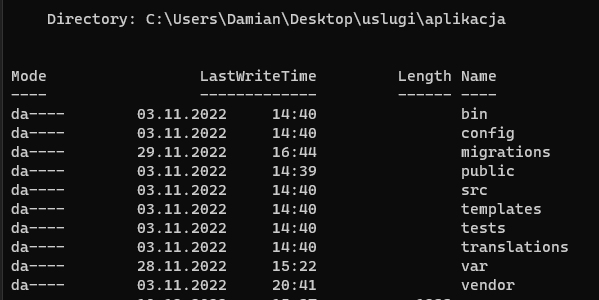 Directory: C:\Users\Damian\Desktop\uslugi\aplikacja
Mode LastWriteTime Length Name
---- ------------- ------ ----
da---- 03.11.2022 14:40 bin
da---- 03.11.2022 14:40 config
da---- 29.11.2022 16:44 migrations
da---- 03.11.2022 14:39 public
da---- 03.11.2022 14:40 src
da---- 03.11.2022 14:40 templates
da---- 03.11.2022 14:40 tests
da---- 03.11.2022 14:40 translations
da---- 28.11.2022 15:22 var
da---- 03.11.2022 20:41 vendor